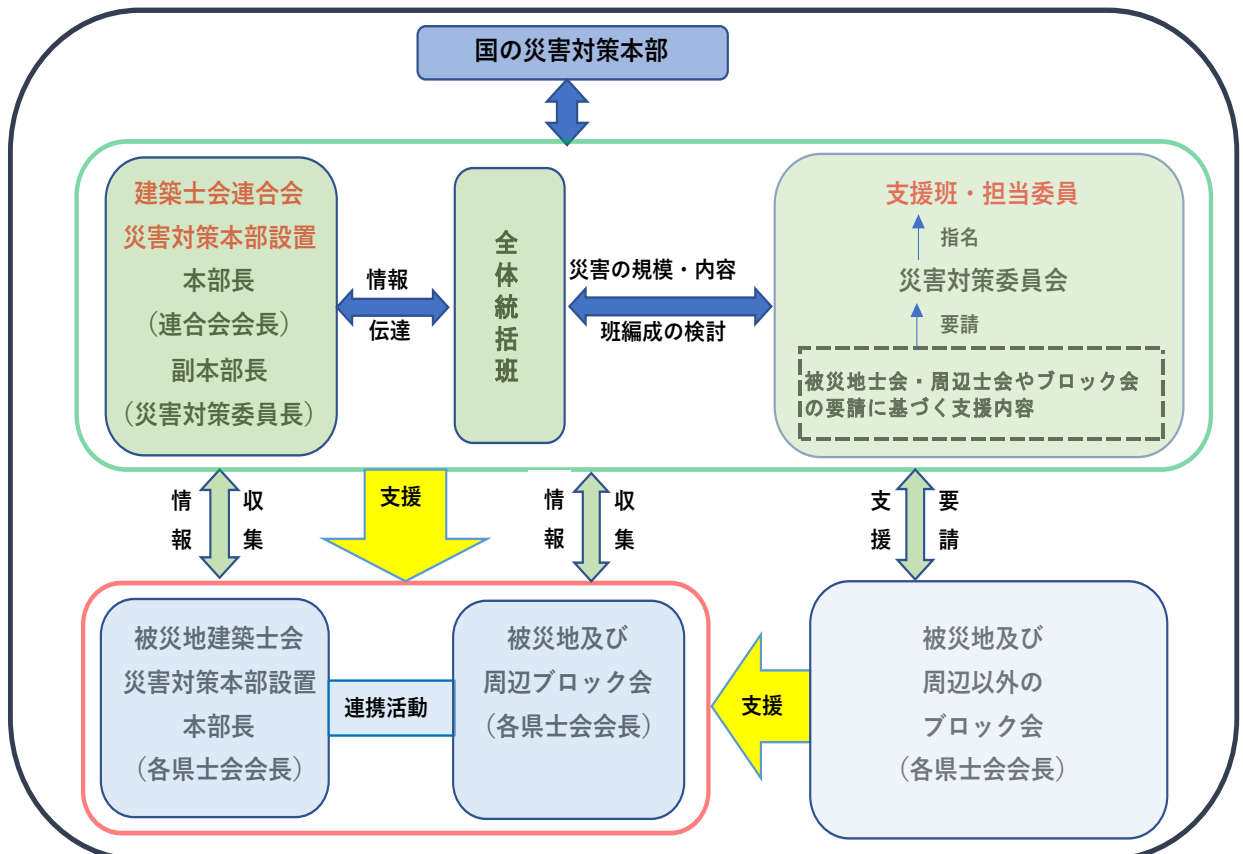 国の災害対策本部
建築士会連合会
災害対策本部設置
本部長
（連合会会長）
副本部長
（災害対策委員長）
情報
伝達
全体統括班
災害の規模・内容
班編成の検討
支援班・担当委員
指名
災害対策委員会
要請
被災地士会・周辺士会やブロック会
の要請に基づく支援内容
情報
収集
支援
情報
収集
支援
要請
被災地建築士会
災害対策本部設置
本部長
（各県士会会長）
連携活動
被災地及び
周辺ブロック会
（各県士会会長）
支援
被災地及び
周辺以外の
ブロック会
（各県士会会長）